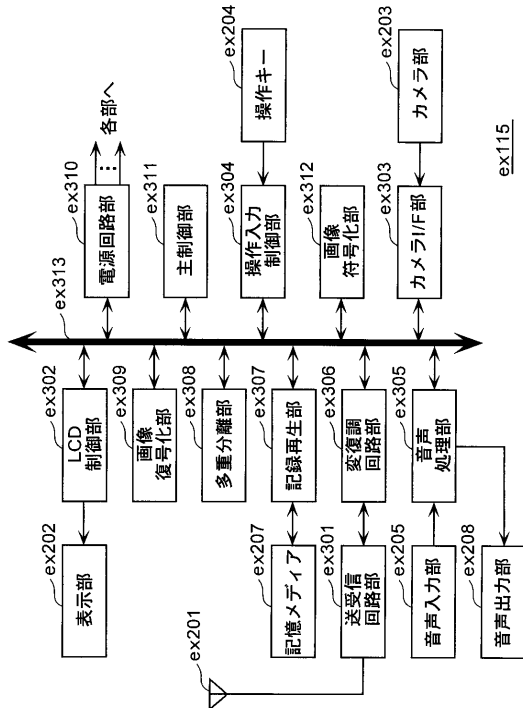 ex115
ex313
ex310
電源回路部
各部へ
ex311
主制御部
ex304
操作入力
制御部
ex204
操作キー
ex312
画像
符号化部
ex303
カメラI/F部
ex203
カメラ部
ex302
LCD
制御部
ex202
表示部
ex309
画像
復号化部
ex308
多重分離部
ex307
記録再生部
ex207
記憶メディア
ex306
変復調
回路部
ex301
送受信
回路部
ex201
ex305
音声
処理部
ex205
音声入力部
ex208
音声出力部